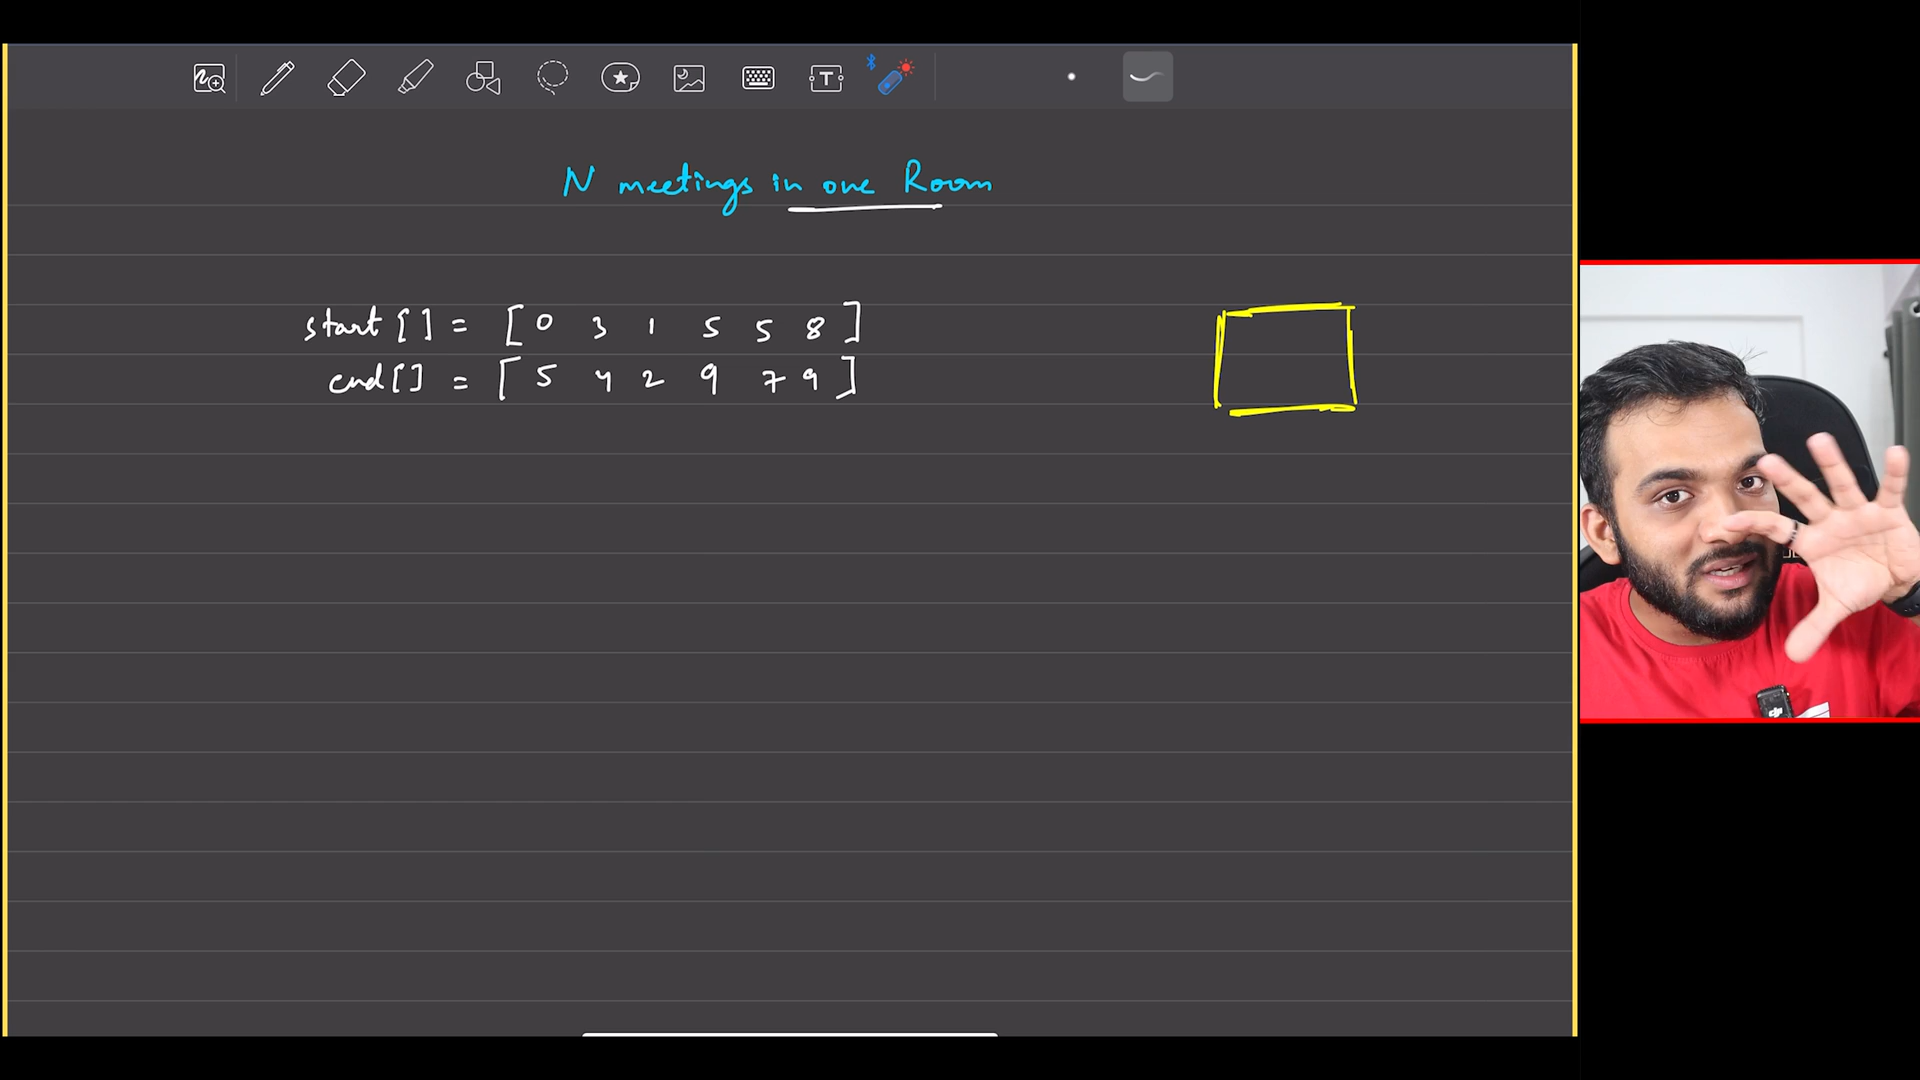 N meetings in one Room
start[] = [0 3 1 5 5 8]
end[] = [5 4 2 9 7 9]